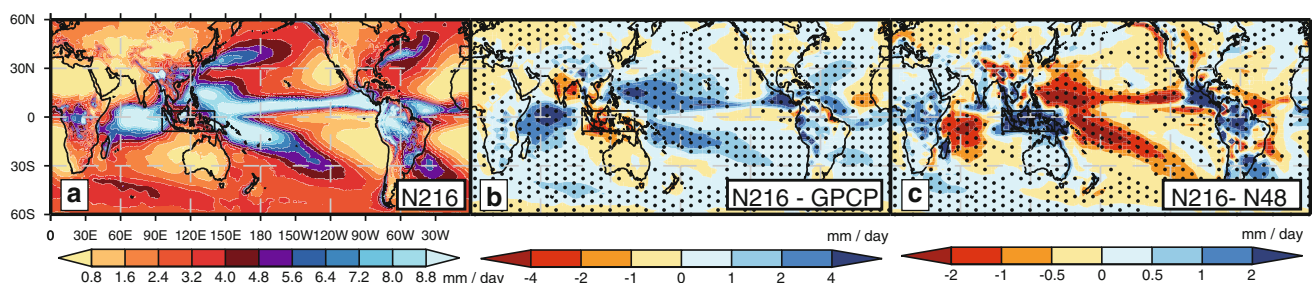 60N
30N
0
30S
60S
a
N216
b
N216 - GPCP
c
N216- N48
0 30E 60E 90E 120E 150E 180 150W 120W 90W 60W 30W
mm / day
mm / day
0.8 1.6 2.4 3.2 4.0 4.8 5.6 6.4 7.2 8.0 8.8 mm / day
-4 -2 -1 0 1 2 4
-2 -1 -0.5 0 0.5 1 2